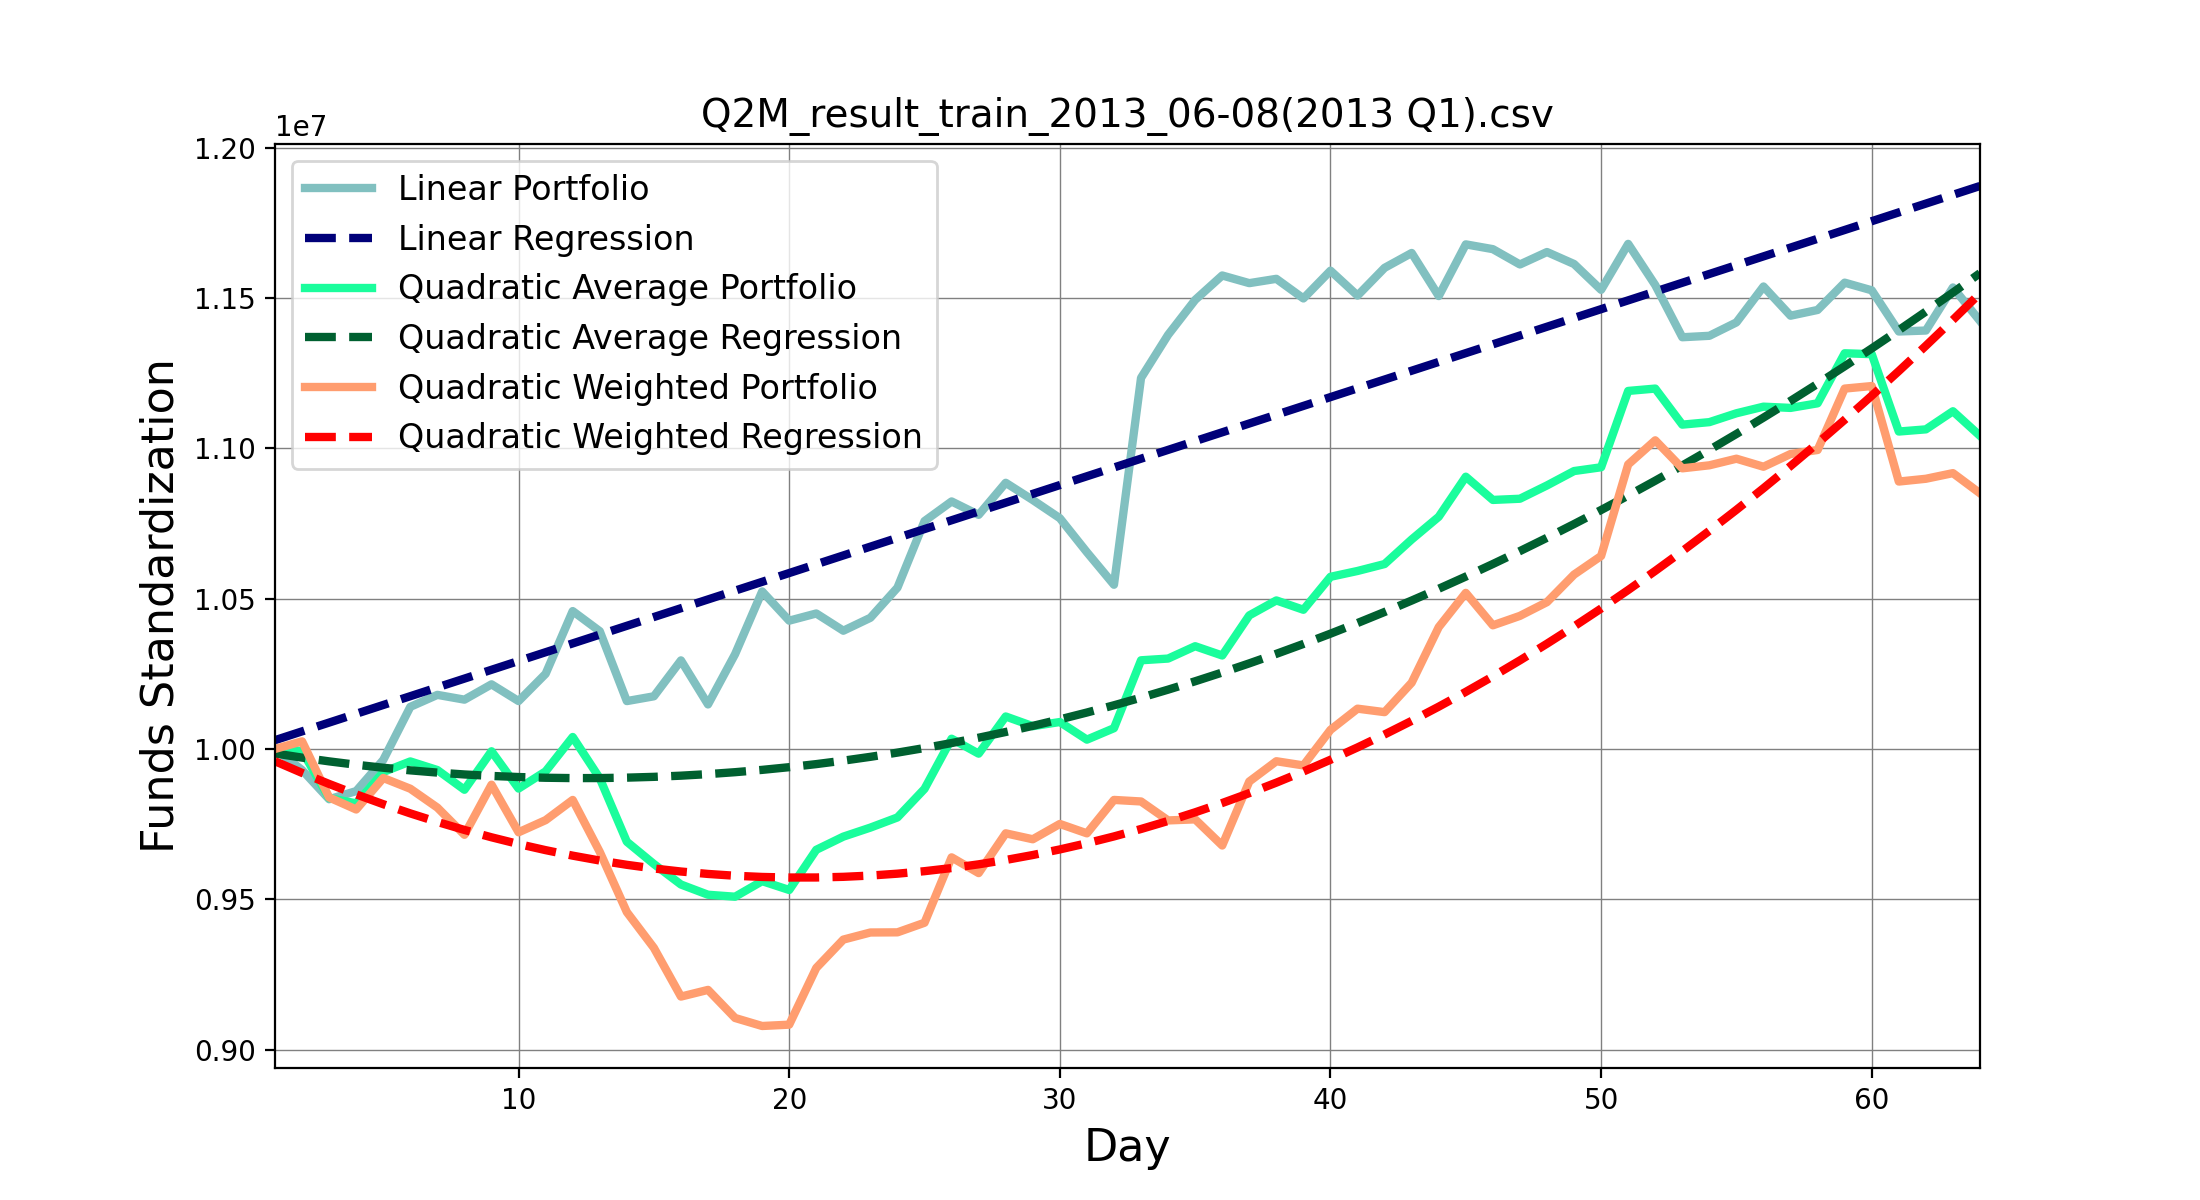 Q2M_result_train_2013_06-08(2013 Q1).csv
1e7
1.20
1.15
1.10
1.05
1.00
0.95
0.90
Funds Standardization
Linear Portfolio
Linear Regression
Quadratic Average Portfolio
Quadratic Average Regression
Quadratic Weighted Portfolio
Quadratic Weighted Regression
10 20 30 40 50 60
Day